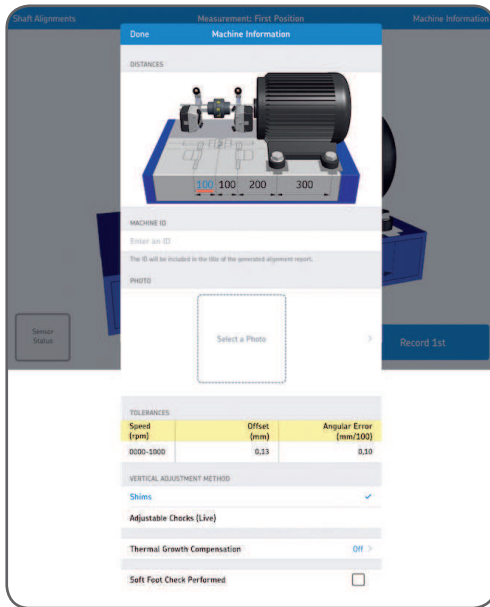 Shaft Alignments Measurement: First Position Machine Information
Done Machine Information
DISTANCES
100 100 200 300
MACHINE ID
Enter an ID
The ID will be included in the title of the generated alignment report.
PHOTO
Select a Photo
Sensor
Status
Record 1st
TOLERANCES
Speed Offset Angular Error
(rpm) (mm) (mm/100)
0000-1000 0,13 0,10
VERTICAL ADJUSTMENT METHOD
Shims
Adjustable Chocks (Live)
Thermal Growth Compensation Off
Soft Foot Check Performed